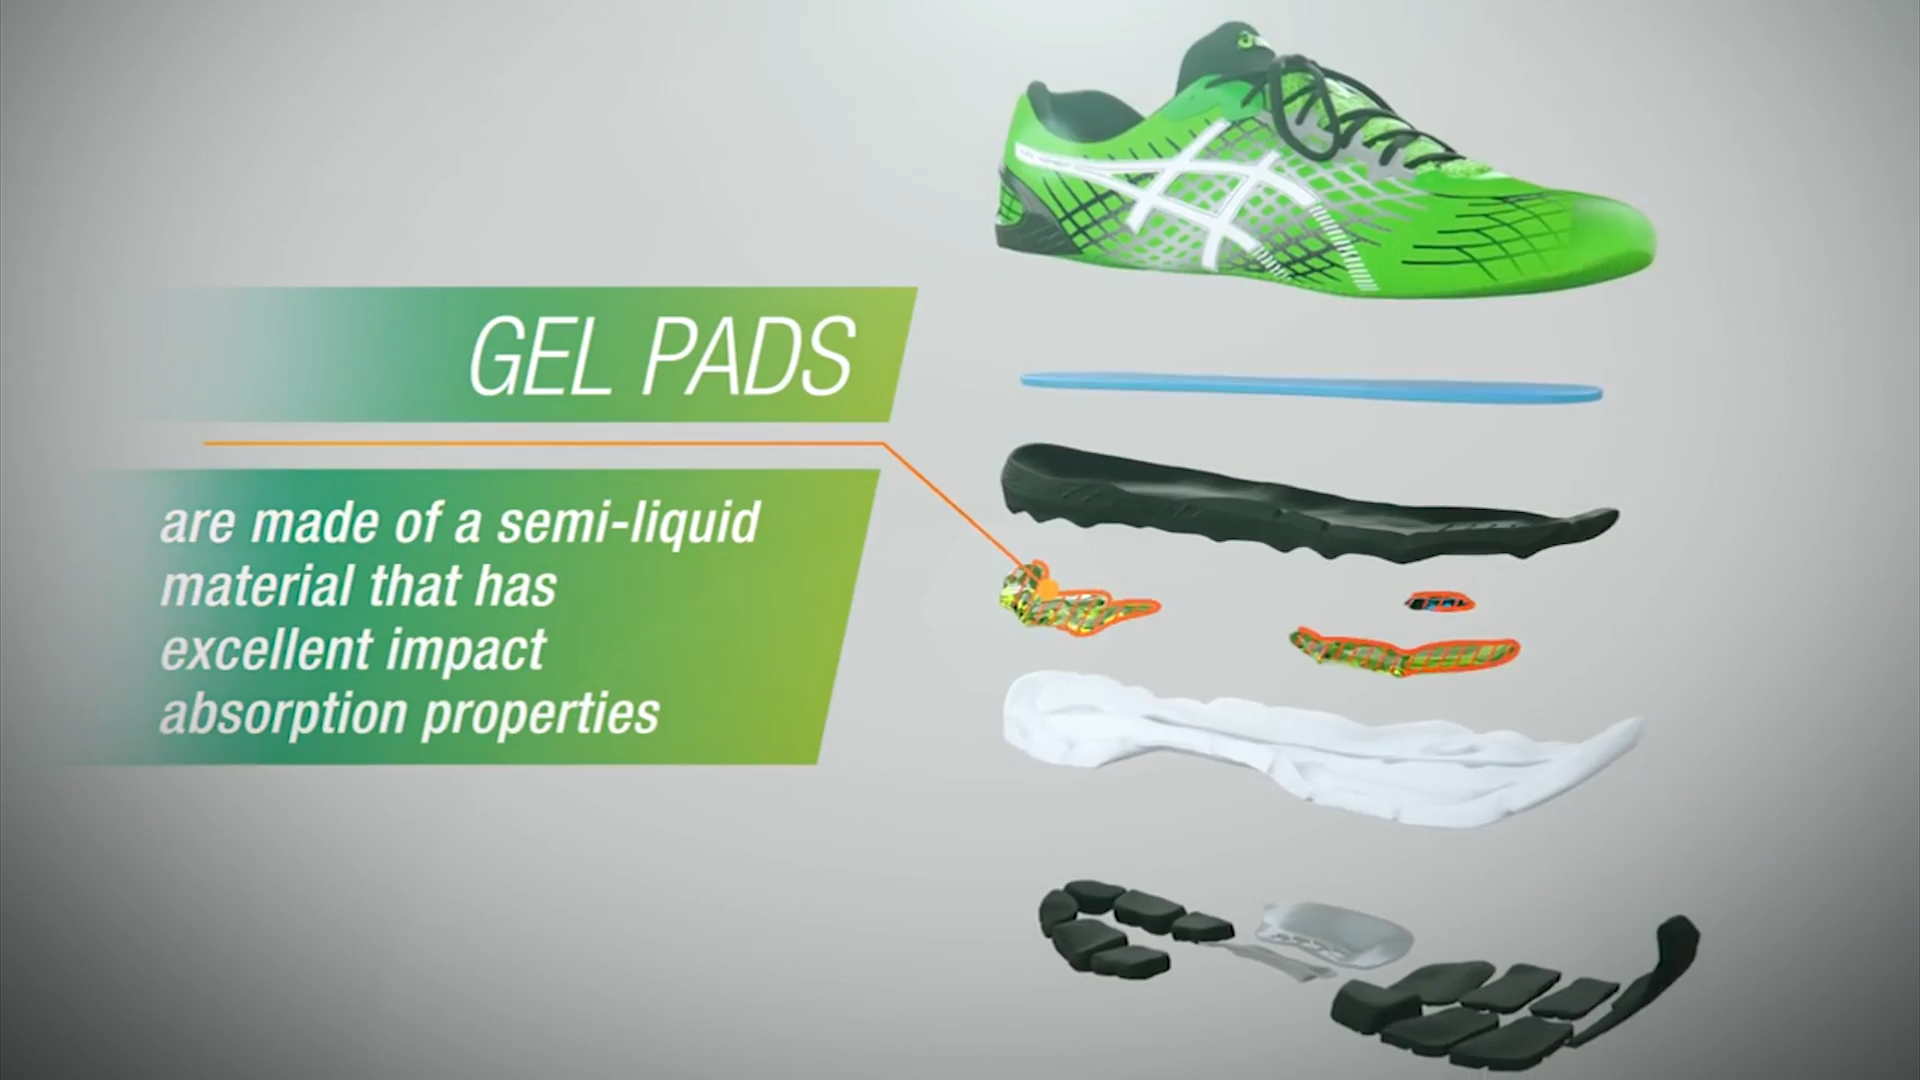 GEL PADS
are made of a semi-liquid
material that has
excellent impact
absorption properties